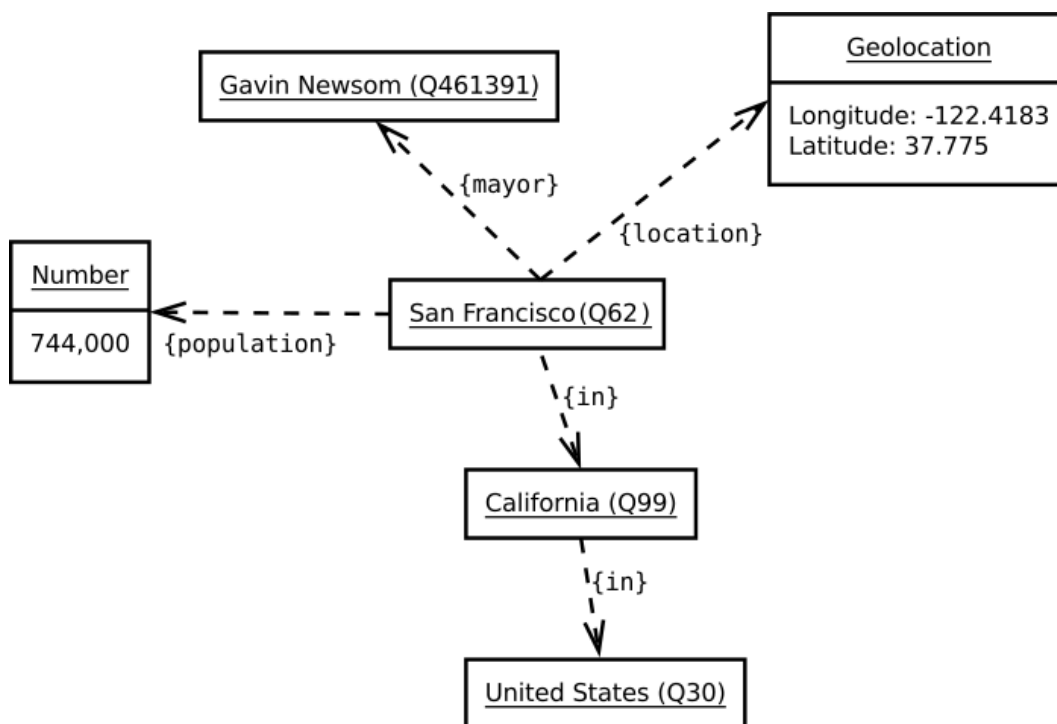 Geolocation
Gavin Newsom (Q461391)
Longitude: -122.4183
Latitude: 37.775
{mayor}
{location}
Number
San Francisco (Q62)
744,000
{population}
{in}
California (Q99)
{in}
United States (Q30)